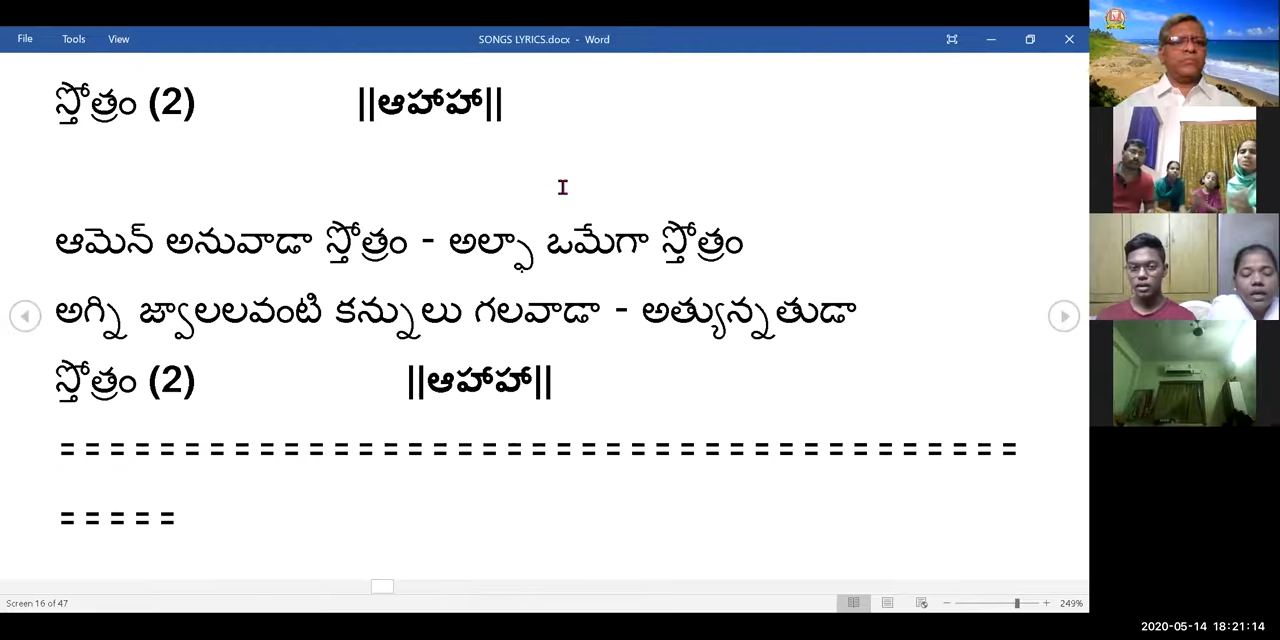 File Tools View SONGS LYRICS.docx - Word
స్తోత్రం (2) ||ఆహాహా||
ఆమెన్ అనువాడా స్తోత్రం - అల్ఫా ఒమేగా స్తోత్రం
అగ్ని జ్వాలలవంటి కన్నులు గలవాడా - అత్యున్నతుడా
స్తోత్రం (2) ||ఆహాహా||
= = = = = = = = = = = = = = = = = = = = = = = = = = = = = = = = = = = = = = =
= = = = =
Screen 16 of 47 249%
2020-05-14 18:21:14